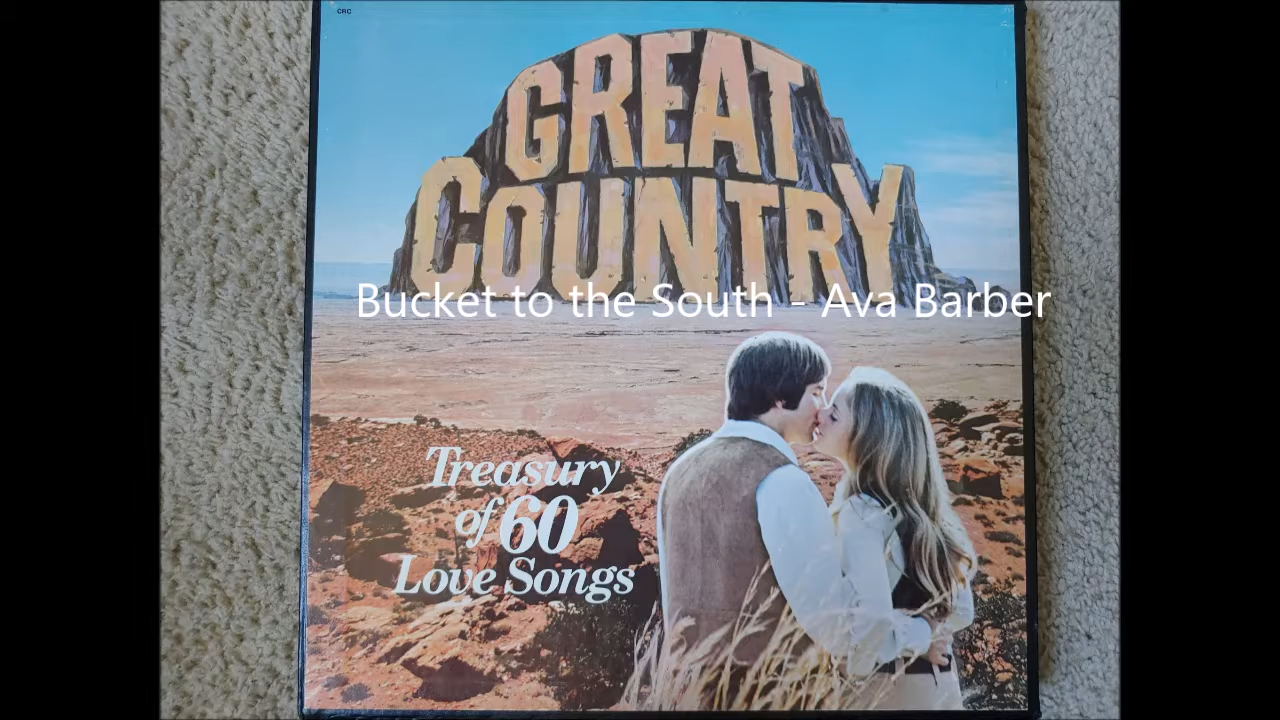 CRC
GREAT
COUNTRY
Bucket to the South - Ava Barber
Treasury
of 60
Love Songs